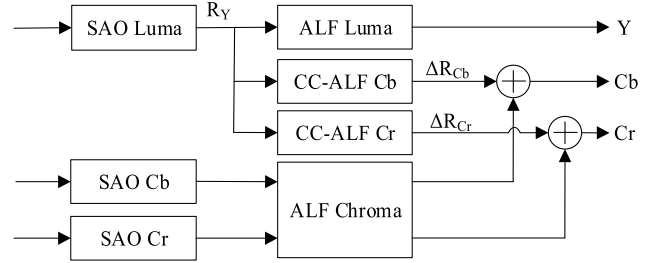 R_Y
SAO Luma
ALF Luma
Y
CC-ALF Cb
ΔR_Cb
Cb
CC-ALF Cr
ΔR_Cr
Cr
SAO Cb
ALF Chroma
SAO Cr